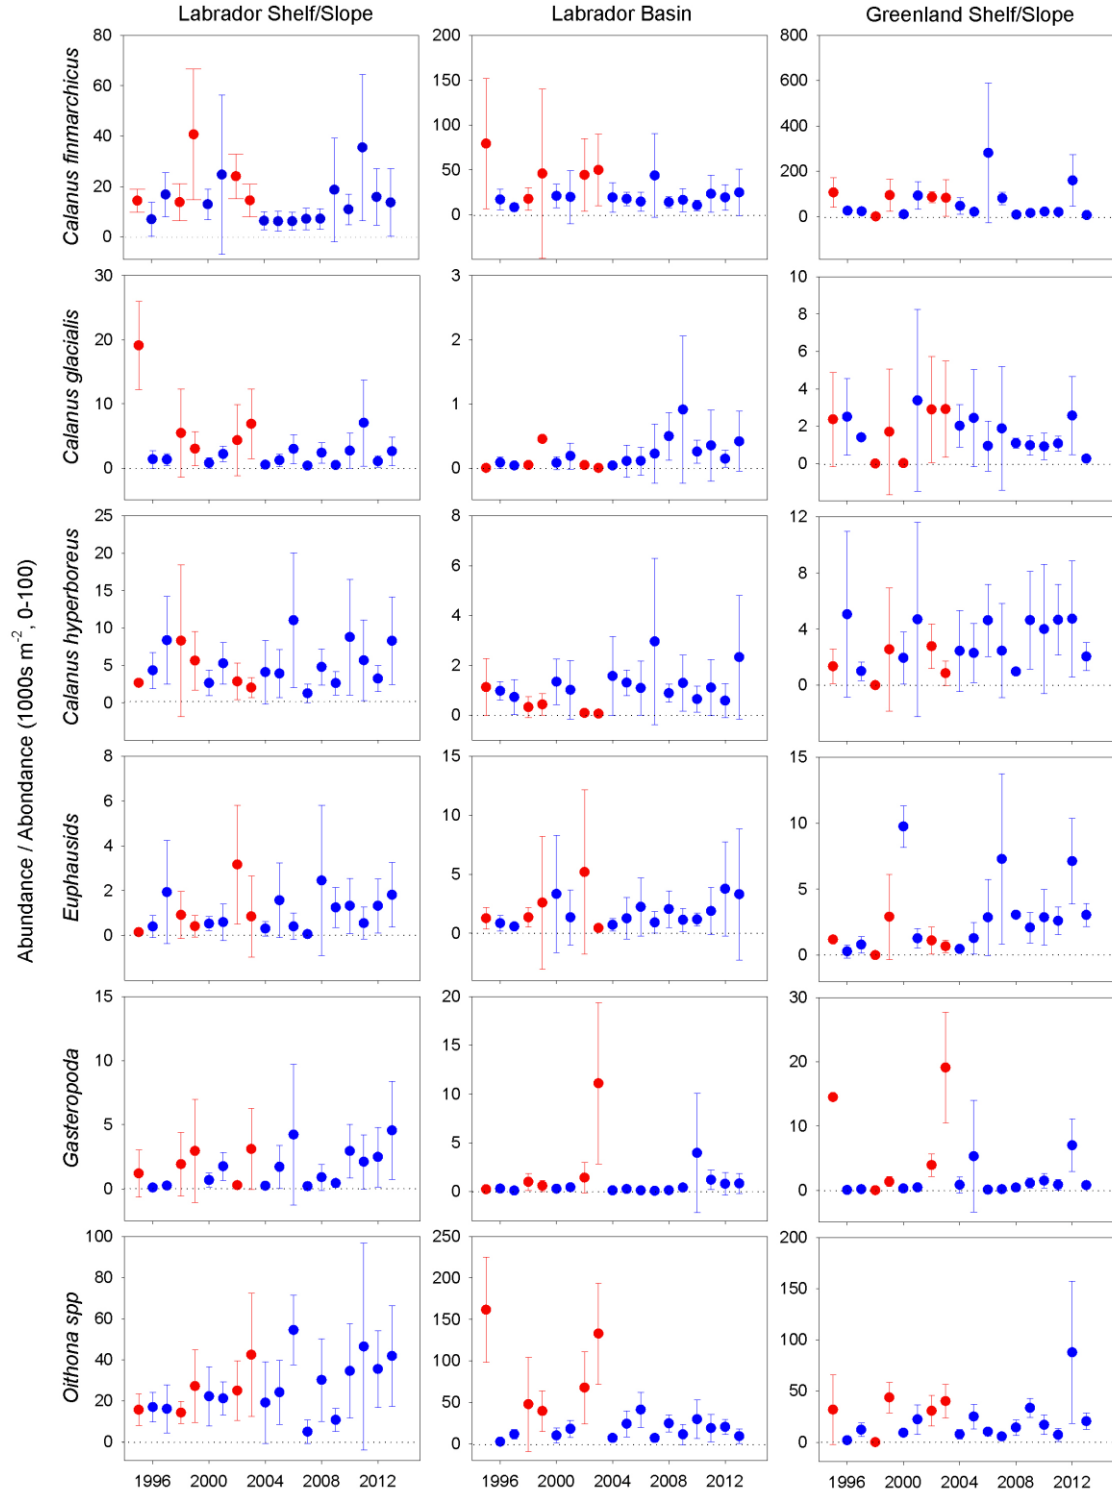 Labrador Shelf/Slope Labrador Basin Greenland Shelf/Slope
Abundance / Abondance (1000s m⁻², 0-100)
Calanus finmarchicus
80 60 40 20 0
200 150 100 50 0
800 600 400 200 0
Calanus glacialis
30 20 10 0
3 2 1 0
10 8 6 4 2 0
Calanus hyperboreus
25 20 15 10 5 0
8 6 4 2 0
12 8 4 0
Euphausids
8 6 4 2 0
15 10 5 0
15 10 5 0
Gasteropoda
15 10 5 0
20 15 10 5 0
30 20 10 0
Oithona spp
100 80 60 40 20 0
250 200 150 100 50 0
200 150 100 50 0
1996 2000 2004 2008 2012
1996 2000 2004 2008 2012
1996 2000 2004 2008 2012